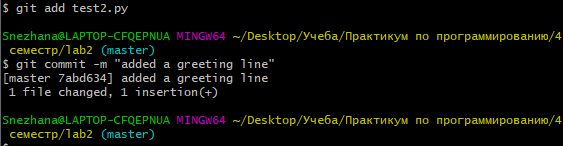 $ git add test2.py
Snezhana@LAPTOP-CFQEPNUA MINGW64 ~/Desktop/Учеба/Практикум по программированию/4
семестр/lab2 (master)
$ git commit -m "added a greeting line"
[master 7abd634] added a greeting line
1 file changed, 1 insertion(+)
Snezhana@LAPTOP-CFQEPNUA MINGW64 ~/Desktop/Учеба/Практикум по программированию/4
семестр/lab2 (master)